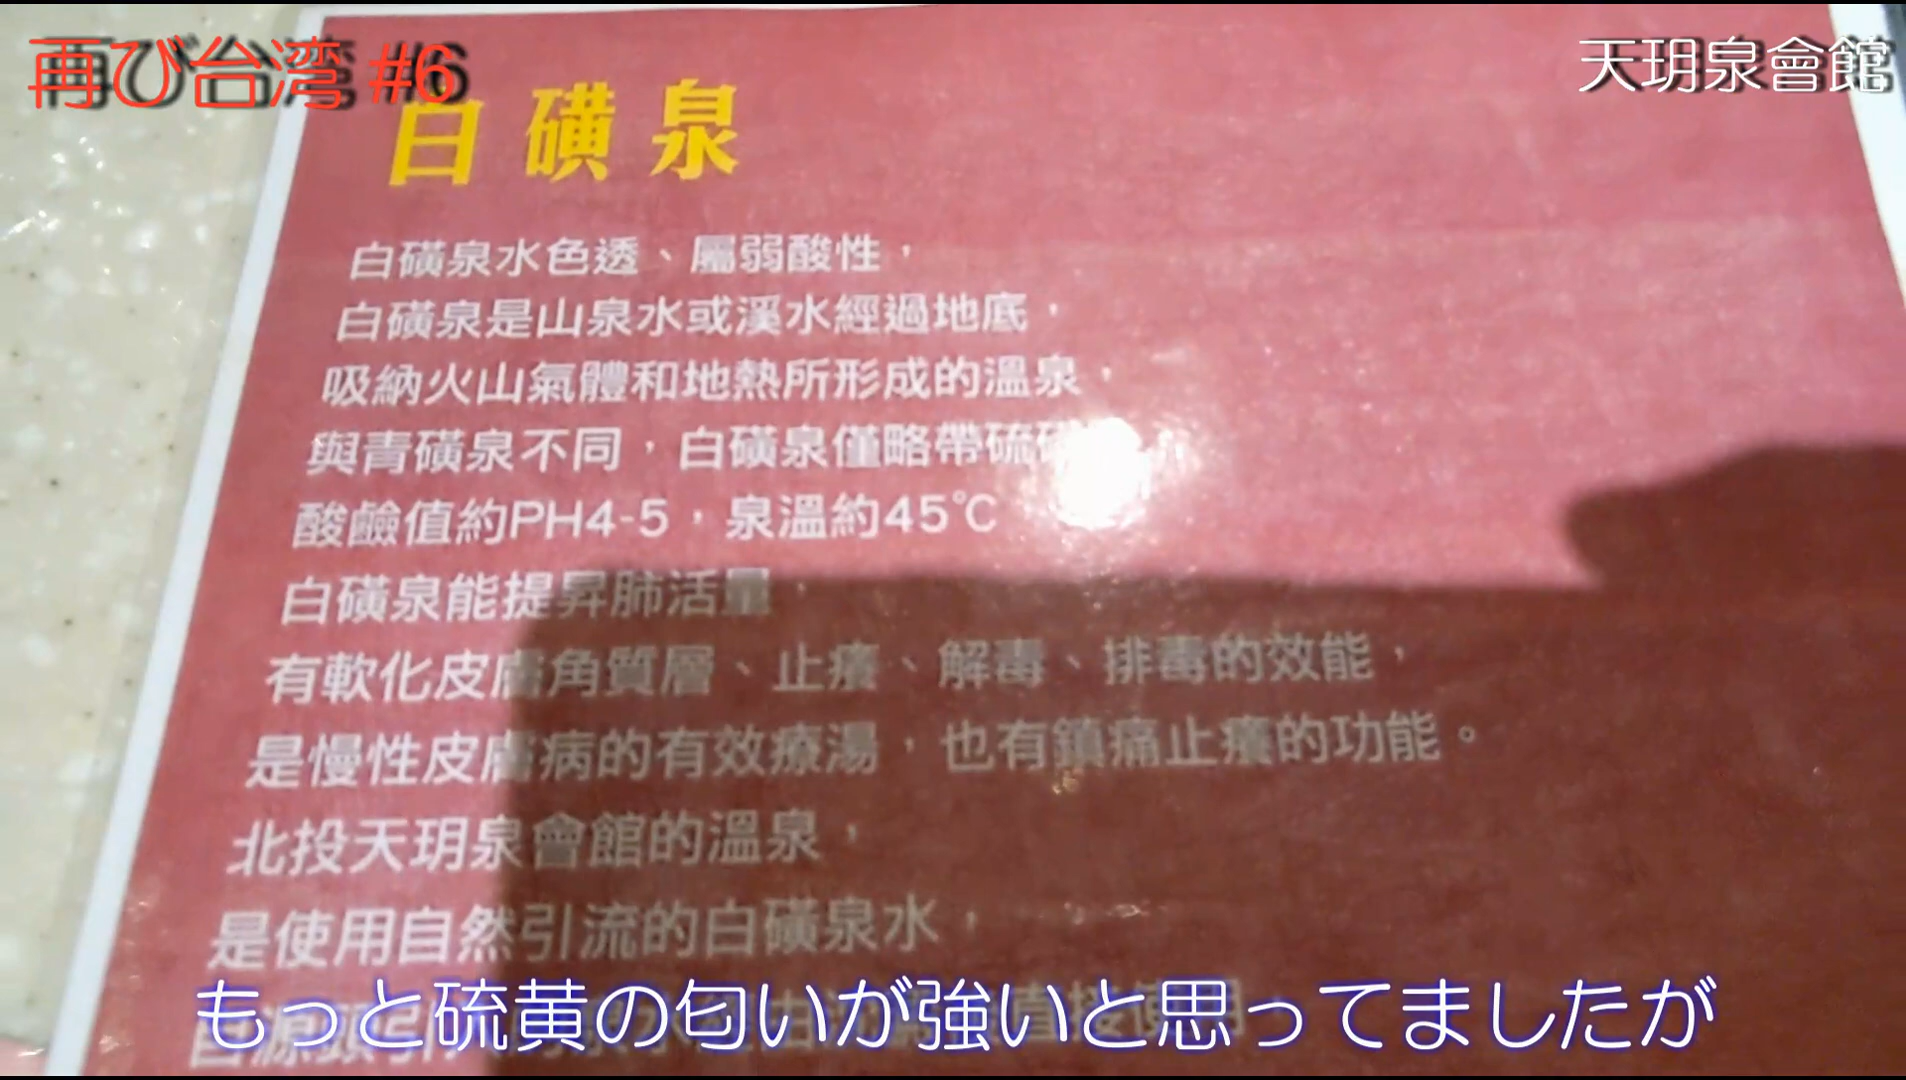 再び台湾 #6
天玥泉會館
白磺泉
白磺泉水色透、屬弱酸性，
白磺泉是山泉水或溪水經過地底，
吸納火山氣體和地熱所形成的溫泉，
與青磺泉不同，白磺泉僅略帶硫
酸鹼值約PH4-5，泉溫約45℃
白磺泉能提昇肺活量，
有軟化皮膚角質層、止癢、解毒、排毒的效能，
是慢性皮膚病的有效療湯，也有鎮痛止癢的功能。
北投天玥泉會館的溫泉，
是使用自然引流的白磺泉水，
もっと硫黄の匂いが強いと思ってましたが